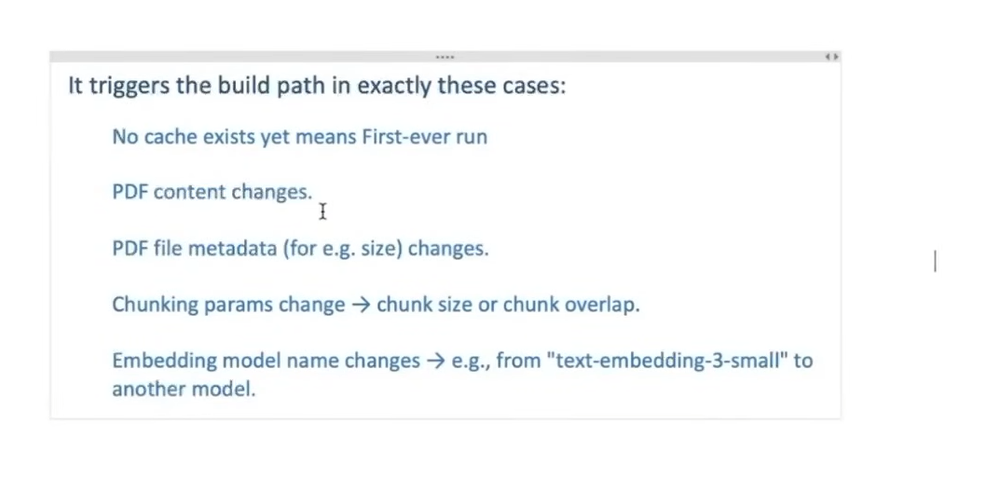 It triggers the build path in exactly these cases:
No cache exists yet means First-ever run
PDF content changes.
PDF file metadata (for e.g. size) changes.
Chunking params change → chunk size or chunk overlap.
Embedding model name changes → e.g., from "text-embedding-3-small" to
another model.